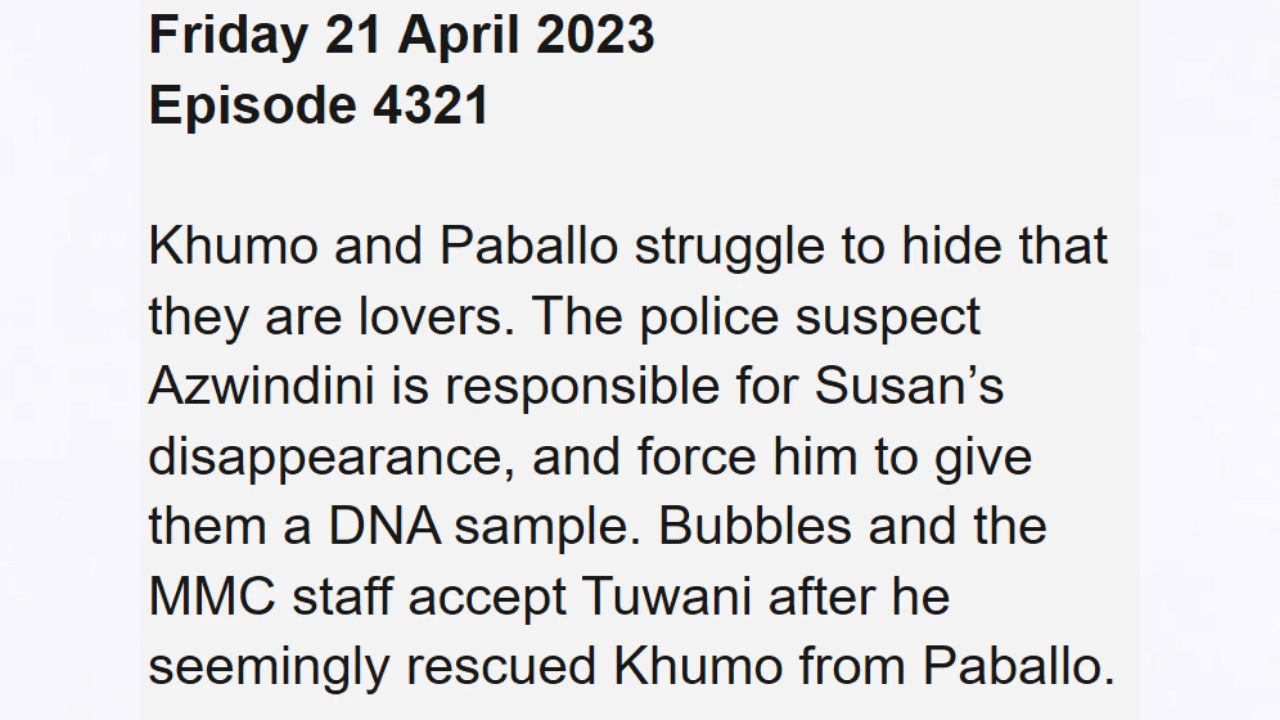 Friday 21 April 2023
Episode 4321
Khumo and Paballo struggle to hide that
they are lovers. The police suspect
Azwindini is responsible for Susan’s
disappearance, and force him to give
them a DNA sample. Bubbles and the
MMC staff accept Tuwani after he
seemingly rescued Khumo from Paballo.